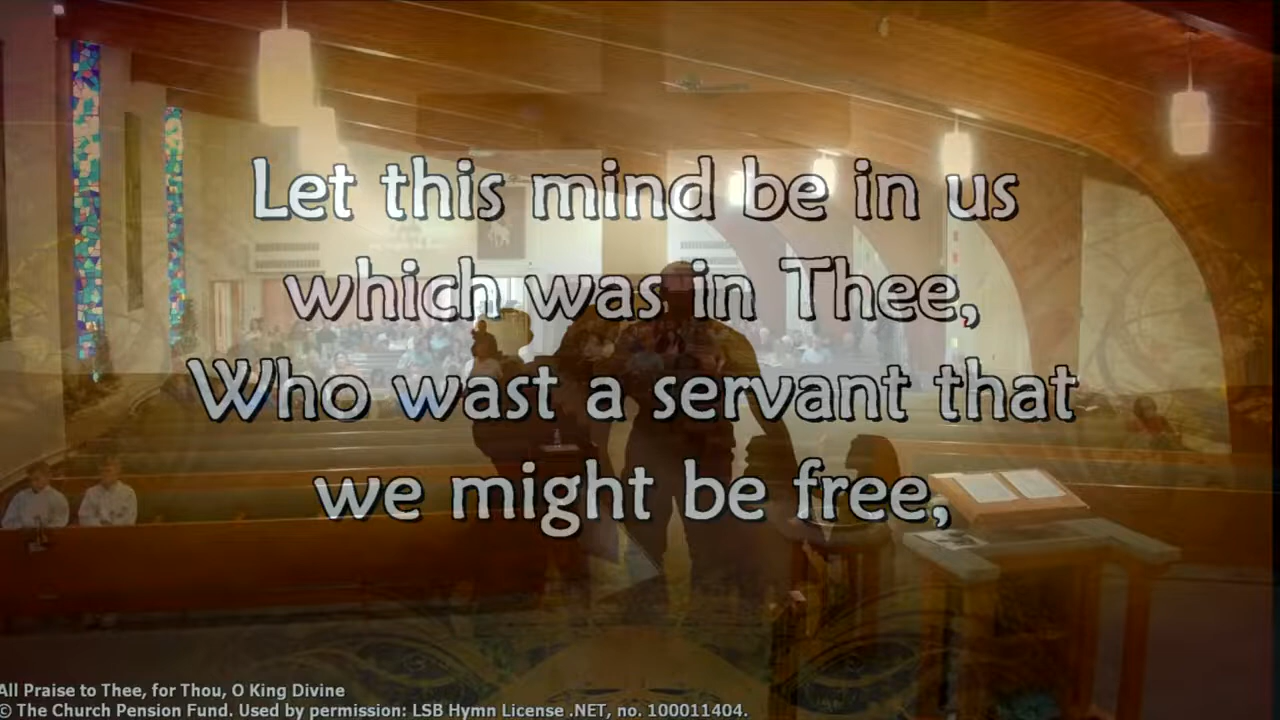 Let this mind be in us
which was in Thee,
Who wast a servant that
we might be free,
All Praise to Thee, for Thou, O King Divine
© The Church Pension Fund. Used by permission: LSB Hymn License .NET, no. 100011404.